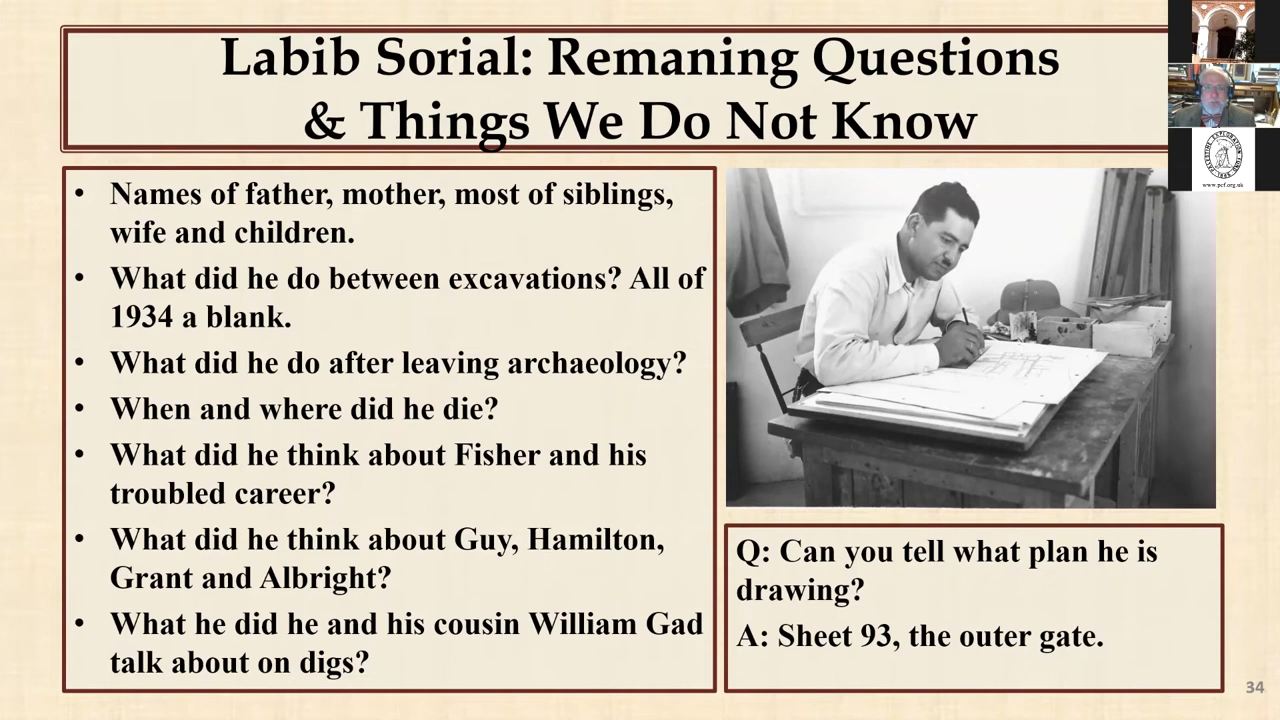 Labib Sorial: Remaning Questions
& Things We Do Not Know
• Names of father, mother, most of siblings,
wife and children.
• What did he do between excavations? All of
1934 a blank.
• What did he do after leaving archaeology?
• When and where did he die?
• What did he think about Fisher and his
troubled career?
• What did he think about Guy, Hamilton,
Grant and Albright?
• What he did he and his cousin William Gad
talk about on digs?
Q: Can you tell what plan he is
drawing?
A: Sheet 93, the outer gate.
PALESTINE EXPLORATION FUND
www.pef.org.uk
34